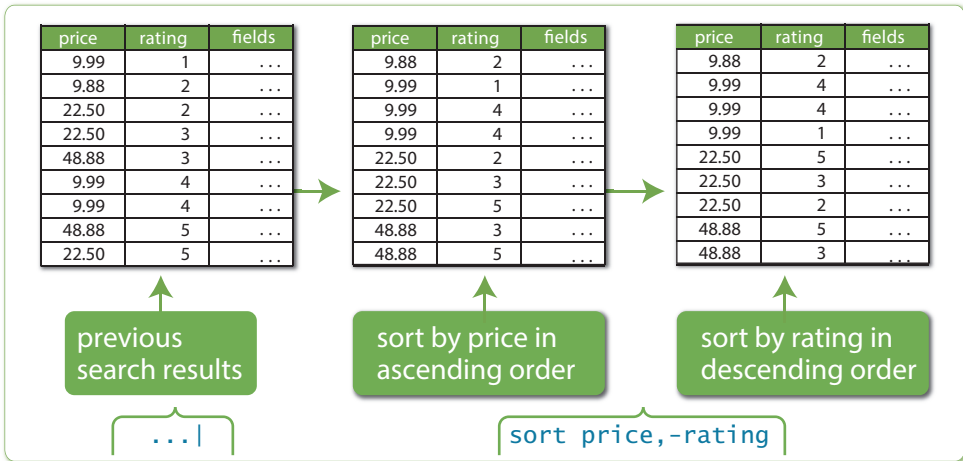 price rating fields
9.99 1 ...
9.88 2 ...
22.50 2 ...
22.50 3 ...
48.88 3 ...
9.99 4 ...
9.99 4 ...
48.88 5 ...
22.50 5 ...
price rating fields
9.88 2 ...
9.99 1 ...
9.99 4 ...
9.99 4 ...
22.50 2 ...
22.50 3 ...
22.50 5 ...
48.88 3 ...
48.88 5 ...
price rating fields
9.88 2 ...
9.99 4 ...
9.99 4 ...
9.99 1 ...
22.50 5 ...
22.50 3 ...
22.50 2 ...
48.88 5 ...
48.88 3 ...
previous
search results
sort by price in
ascending order
sort by rating in
descending order
...|
sort price,-rating